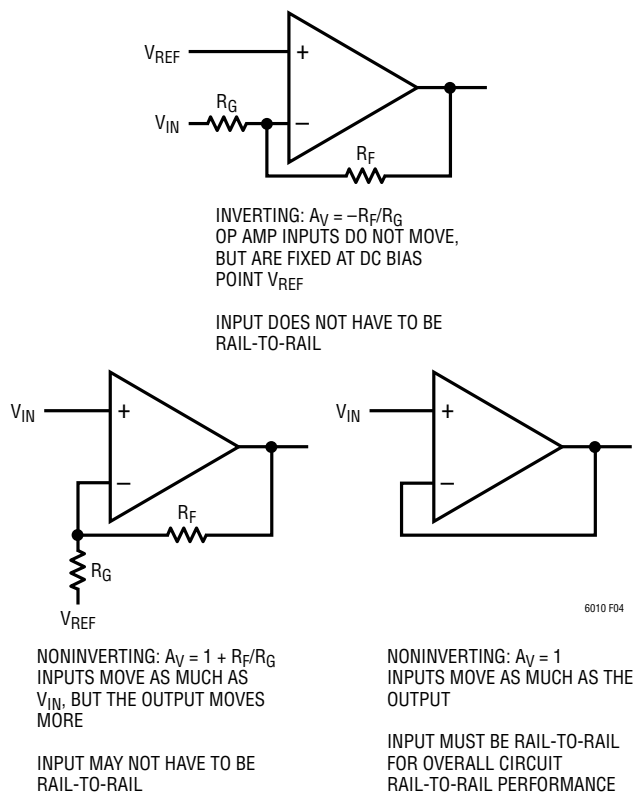 VREF
+
RG
VIN
–
RF
INVERTING: AV = –RF/RG
OP AMP INPUTS DO NOT MOVE,
BUT ARE FIXED AT DC BIAS
POINT VREF
INPUT DOES NOT HAVE TO BE
RAIL-TO-RAIL
VIN
+
–
RF
RG
VREF
NONINVERTING: AV = 1 + RF/RG
INPUTS MOVE AS MUCH AS
VIN, BUT THE OUTPUT MOVES
MORE
INPUT MAY NOT HAVE TO BE
RAIL-TO-RAIL
VIN
+
–
6010 F04
NONINVERTING: AV = 1
INPUTS MOVE AS MUCH AS THE
OUTPUT
INPUT MUST BE RAIL-TO-RAIL
FOR OVERALL CIRCUIT
RAIL-TO-RAIL PERFORMANCE